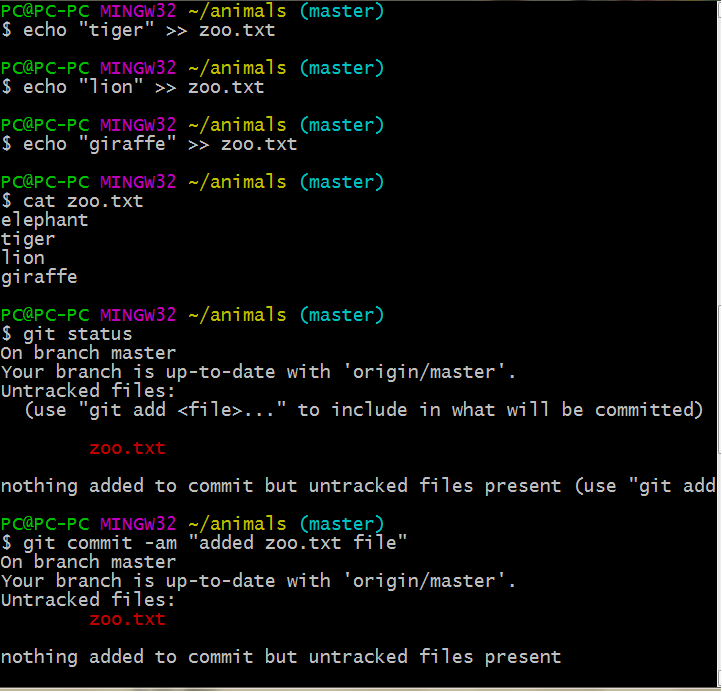 PC@PC-PC MINGW32 ~/animals (master)
$ echo "tiger" >> zoo.txt
PC@PC-PC MINGW32 ~/animals (master)
$ echo "lion" >> zoo.txt
PC@PC-PC MINGW32 ~/animals (master)
$ echo "giraffe" >> zoo.txt
PC@PC-PC MINGW32 ~/animals (master)
$ cat zoo.txt
elephant
tiger
lion
giraffe
PC@PC-PC MINGW32 ~/animals (master)
$ git status
On branch master
Your branch is up-to-date with 'origin/master'.
Untracked files:
  (use "git add <file>..." to include in what will be committed)
        zoo.txt
nothing added to commit but untracked files present (use "git add
PC@PC-PC MINGW32 ~/animals (master)
$ git commit -am "added zoo.txt file"
On branch master
Your branch is up-to-date with 'origin/master'.
Untracked files:
        zoo.txt
nothing added to commit but untracked files present